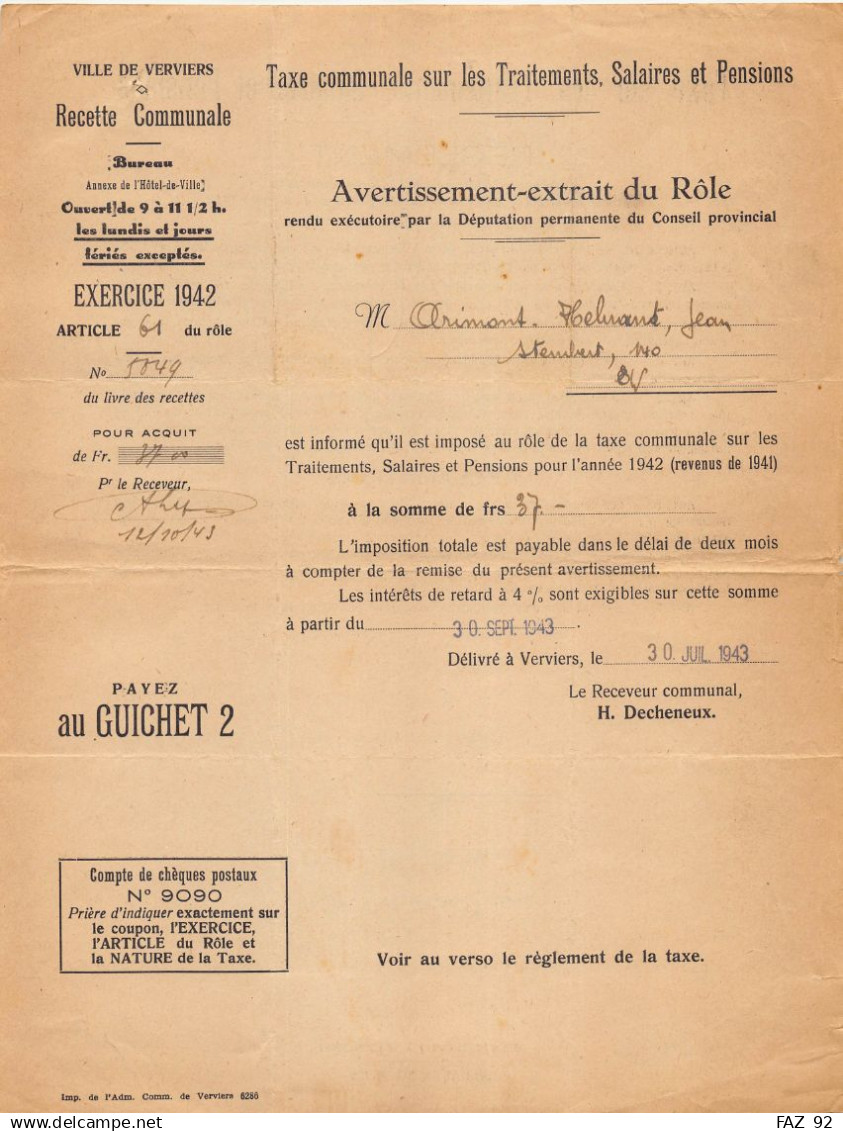 VILLE DE VERVIERS
Recette Communale
Bureau
Annexe de l'Hôtel-de-Ville
Ouvert de 9 à 11 1/2 h.
les lundis et jours
fériés exceptés.
EXERCICE 1942
ARTICLE 61 du rôle
No 5849
du livre des recettes
POUR ACQUIT
de Fr. 37 00
Pr le Receveur,
12/10/43
PAYEZ
au GUICHET 2
Compte de chèques postaux
No 9090
Prière d'indiquer exactement sur
le coupon, l'EXERCICE,
l'ARTICLE du Rôle et
la NATURE de la Taxe.
Imp. de l'Adm. Comm. de Verviers 6286
Taxe communale sur les Traitements, Salaires et Pensions
Avertissement-extrait du Rôle
rendu exécutoire par la Députation permanente du Conseil provincial
M Arimont, Jean
Stembert, 140
est informé qu'il est imposé au rôle de la taxe communale sur les
Traitements, Salaires et Pensions pour l'année 1942 (revenus de 1941)
à la somme de frs 37.-
L'imposition totale est payable dans le délai de deux mois
à compter de la remise du présent avertissement.
Les intérêts de retard à 4 % sont exigibles sur cette somme
à partir du 30 SEPT. 1943.
Délivré à Verviers, le 30 JUIL. 1943
Le Receveur communal,
H. Decheneux.
Voir au verso le règlement de la taxe.
FAZ 92